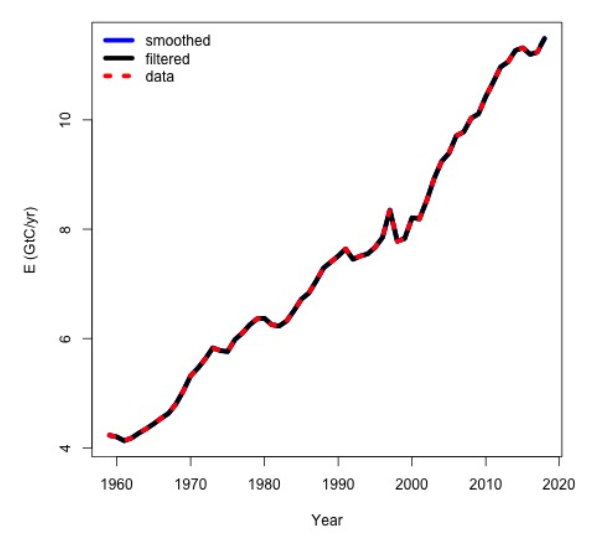 smoothed
filtered
data
10
8
6
4
E (GtC/yr)
1960 1970 1980 1990 2000 2010 2020
Year